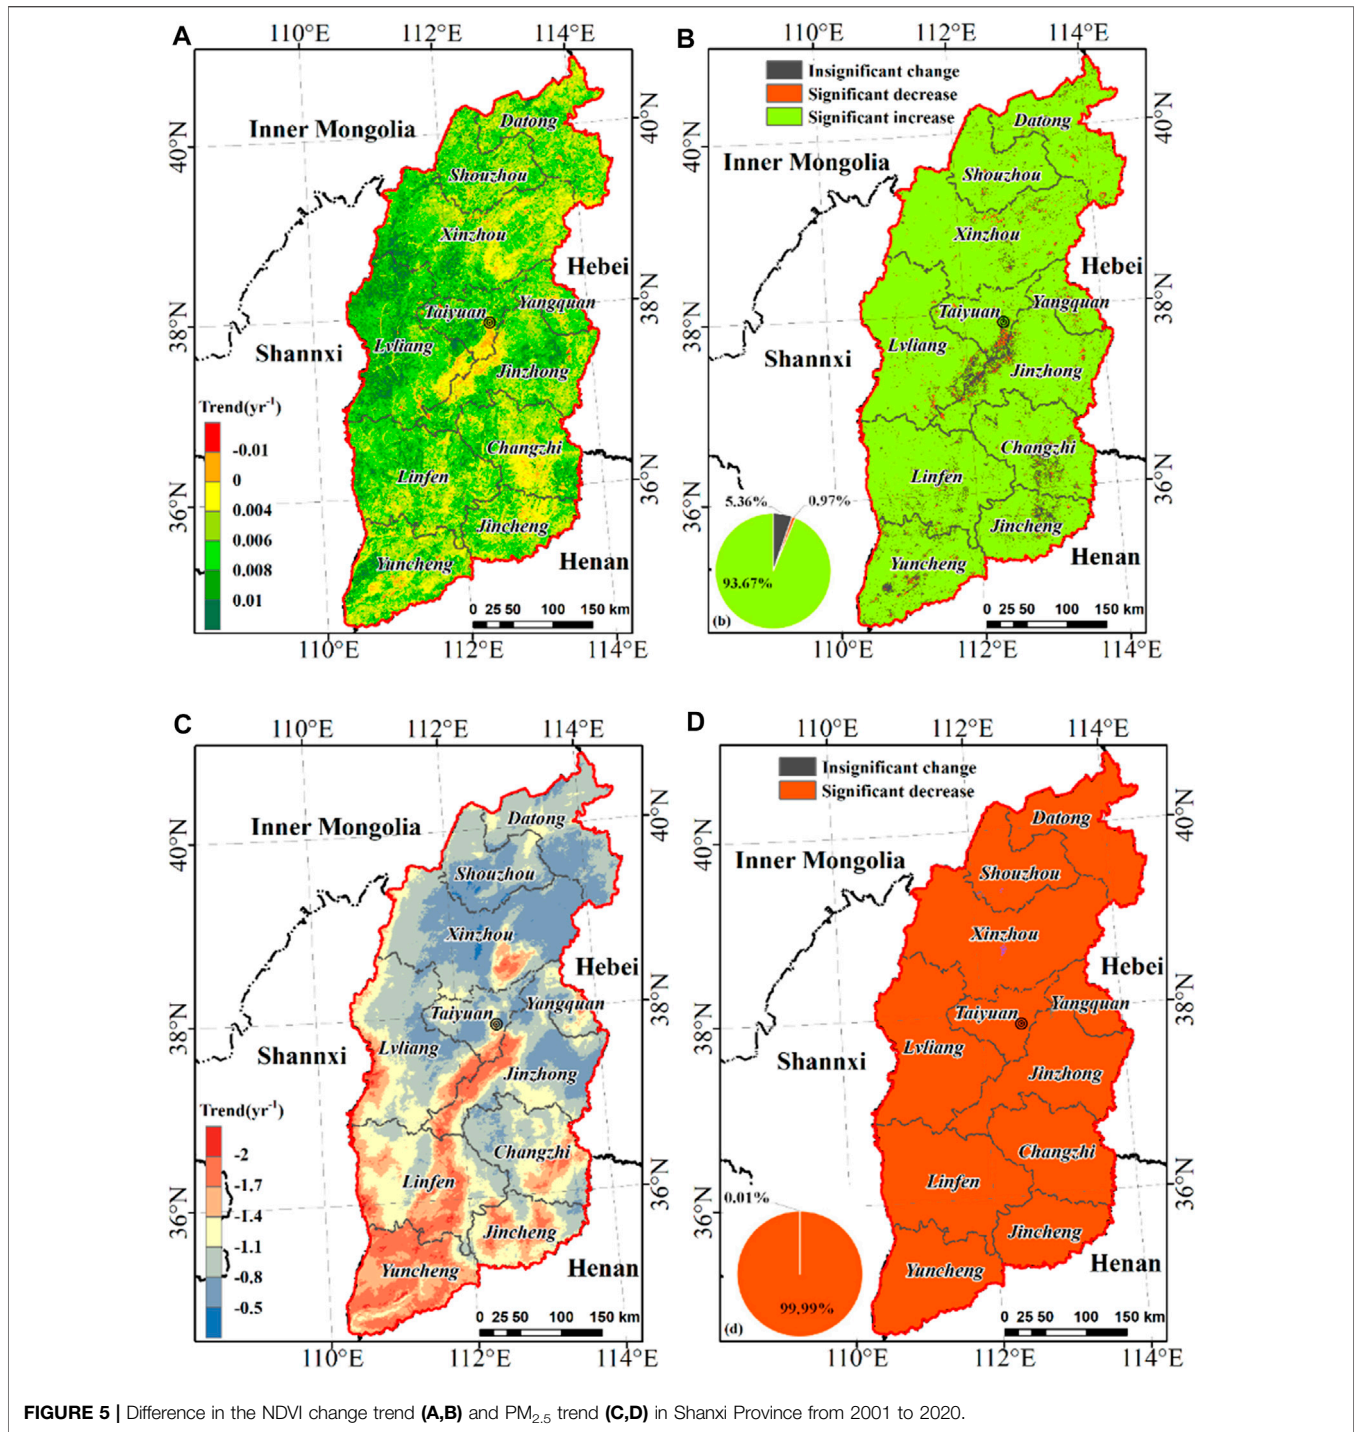 A
110°E 112°E 114°E
40°N 38°N 36°N
40°N 38°N 36°N
Inner Mongolia
Datong
Shouzhou
Xinzhou
Hebei
Taiyuan
Yangquan
Lvliang
Shannxi
Jinzhong
Trend(yr⁻¹)
-0.01
0
0.004
0.006
0.008
0.01
Changzhi
Linfen
Jincheng
Yuncheng
Henan
0 25 50 100 150 km
110°E 112°E 114°E
B
110°E 112°E 114°E
Insignificant change
Significant decrease
Significant increase
40°N 38°N 36°N
40°N 38°N 36°N
Inner Mongolia
Datong
Shouzhou
Xinzhou
Hebei
Taiyuan
Yangquan
Lvliang
Shannxi
Jinzhong
Changzhi
Linfen
5.36% 0.97%
93.67%
Jincheng
Yuncheng
Henan
(b)
0 25 50 100 150 km
110°E 112°E 114°E
C
110°E 112°E 114°E
40°N 38°N 36°N
40°N 38°N 36°N
Inner Mongolia
Datong
Shouzhou
Xinzhou
Hebei
Taiyuan
Yangquan
Lvliang
Shannxi
Jinzhong
Trend(yr⁻¹)
-2
-1.7
-1.4
-1.1
-0.8
-0.5
Changzhi
Linfen
Jincheng
Yuncheng
Henan
0 25 50 100 150 km
110°E 112°E 114°E
D
110°E 112°E 114°E
Insignificant change
Significant decrease
40°N 38°N 36°N
40°N 38°N 36°N
Inner Mongolia
Datong
Shouzhou
Xinzhou
Hebei
Taiyuan
Yangquan
Lvliang
Shannxi
Jinzhong
Changzhi
Linfen
0.01%
99,99%
Jincheng
Yuncheng
Henan
(d)
0 25 50 100 150 km
110°E 112°E 114°E
FIGURE 5 | Difference in the NDVI change trend (A,B) and PM₂.₅ trend (C,D) in Shanxi Province from 2001 to 2020.